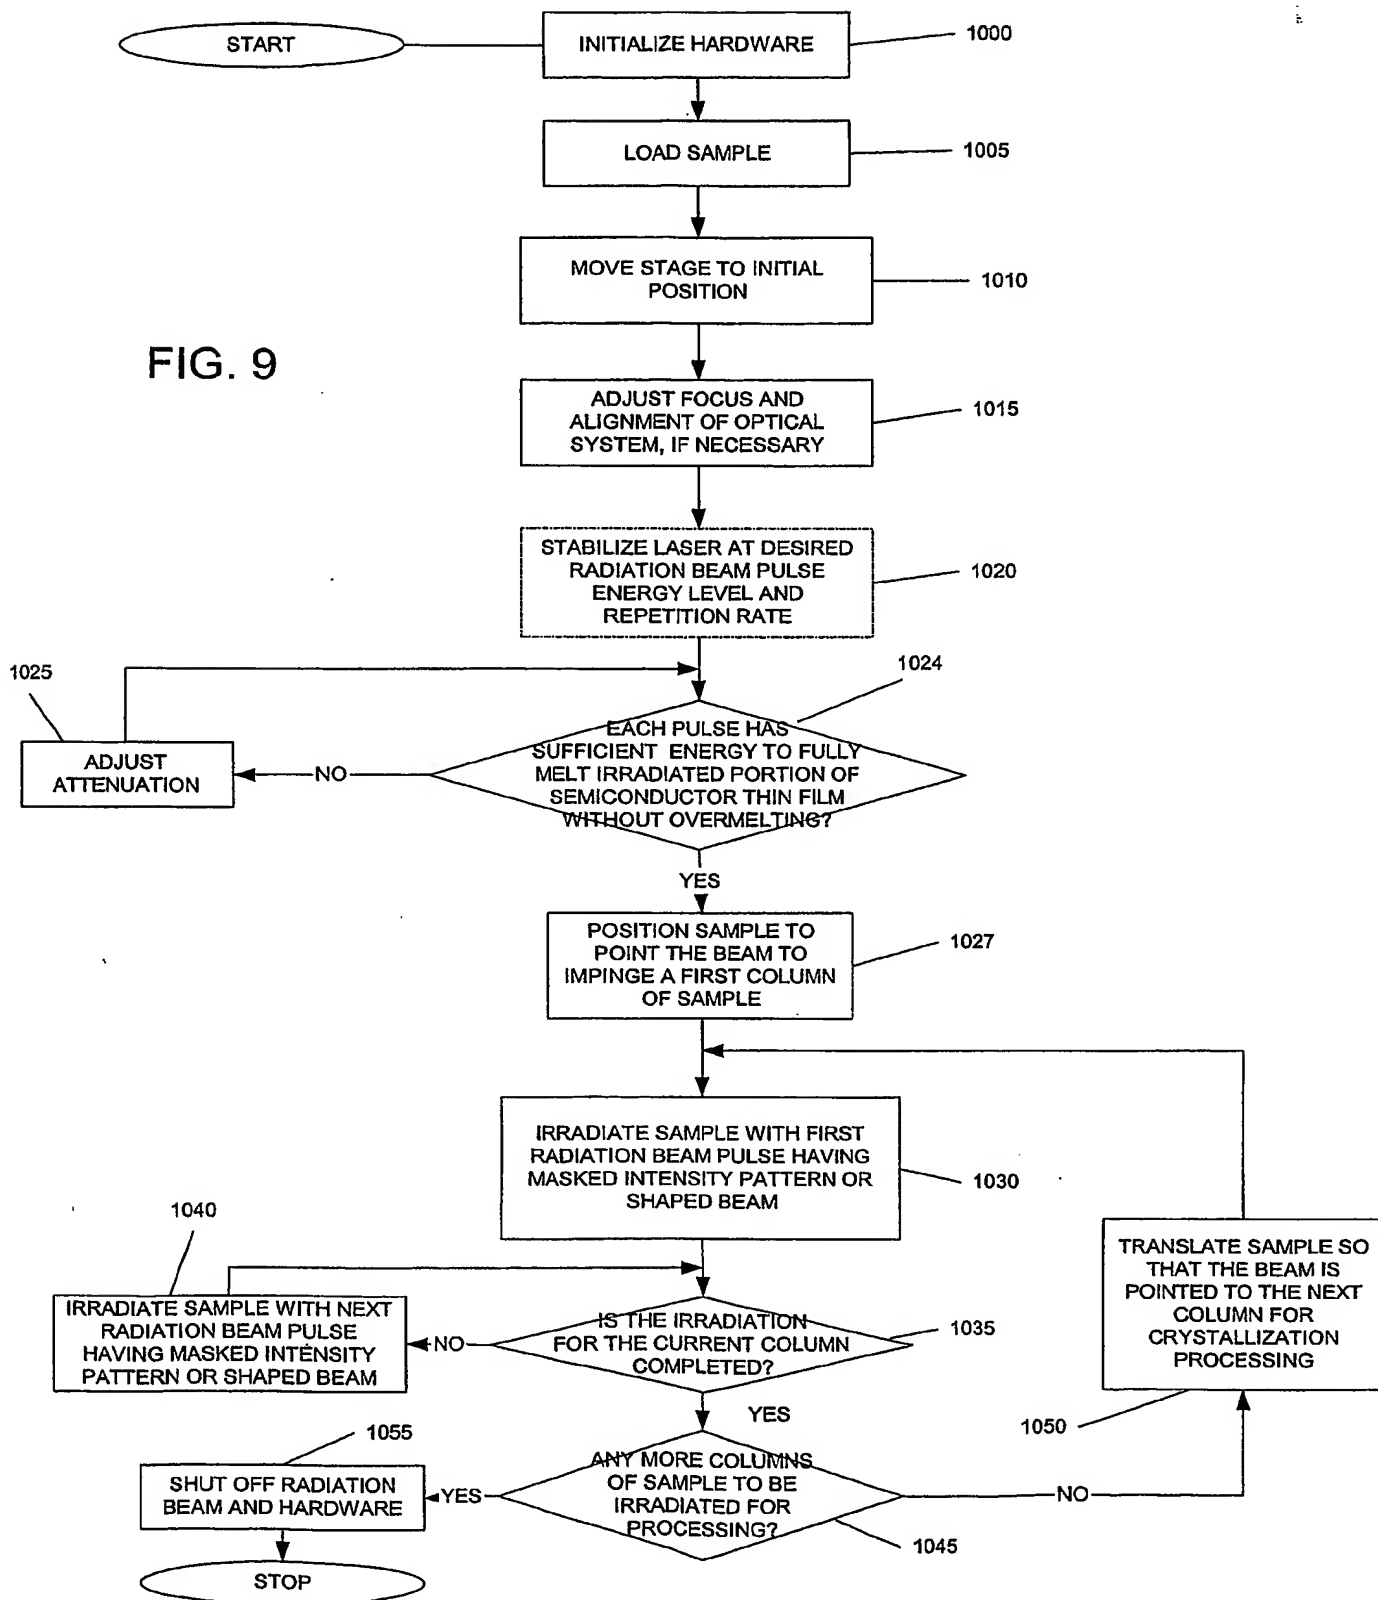 START
INITIALIZE HARDWARE
1000
LOAD SAMPLE
1005
MOVE STAGE TO INITIAL
POSITION
1010
FIG. 9
ADJUST FOCUS AND
ALIGNMENT OF OPTICAL
SYSTEM, IF NECESSARY
1015
STABILIZE LASER AT DESIRED
RADIATION BEAM PULSE
ENERGY LEVEL AND
REPETITION RATE
1020
1025
ADJUST
ATTENUATION
NO
1024
EACH PULSE HAS
SUFFICIENT ENERGY TO FULLY
MELT IRRADIATED PORTION OF
SEMICONDUCTOR THIN FILM
WITHOUT OVERMELTING?
YES
POSITION SAMPLE TO
POINT THE BEAM TO
IMPINGE A FIRST COLUMN
OF SAMPLE
1027
IRRADIATE SAMPLE WITH FIRST
RADIATION BEAM PULSE HAVING
MASKED INTENSITY PATTERN OR
SHAPED BEAM
1030
1040
IRRADIATE SAMPLE WITH NEXT
RADIATION BEAM PULSE
HAVING MASKED INTENSITY
PATTERN OR SHAPED BEAM
NO
IS THE IRRADIATION
FOR THE CURRENT COLUMN
COMPLETED?
1035
TRANSLATE SAMPLE SO
THAT THE BEAM IS
POINTED TO THE NEXT
COLUMN FOR
CRYSTALLIZATION
PROCESSING
1050
YES
1055
SHUT OFF RADIATION
BEAM AND HARDWARE
YES
ANY MORE COLUMNS
OF SAMPLE TO BE
IRRADIATED FOR
PROCESSING?
NO
1045
STOP